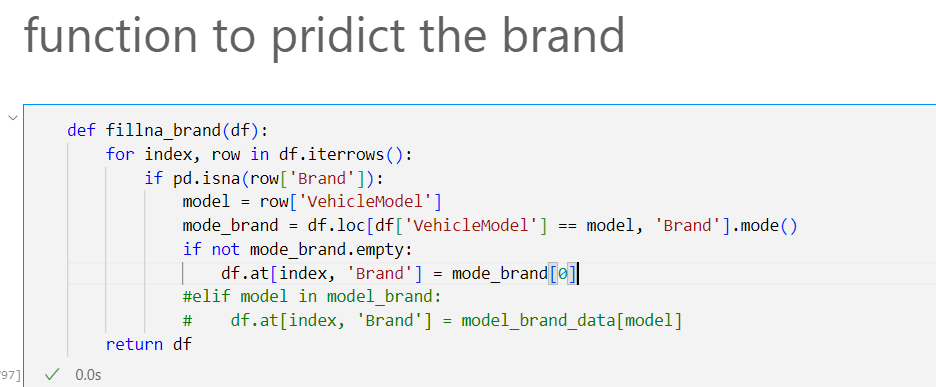 function to pridict the brand
def fillna_brand(df):
    for index, row in df.iterrows():
        if pd.isna(row['Brand']):
            model = row['VehicleModel']
            mode_brand = df.loc[df['VehicleModel'] == model, 'Brand'].mode()
            if not mode_brand.empty:
                df.at[index, 'Brand'] = mode_brand[0]
            #elif model in model_brand:
            #    df.at[index, 'Brand'] = model_brand_data[model]
    return df
97]
0.0s